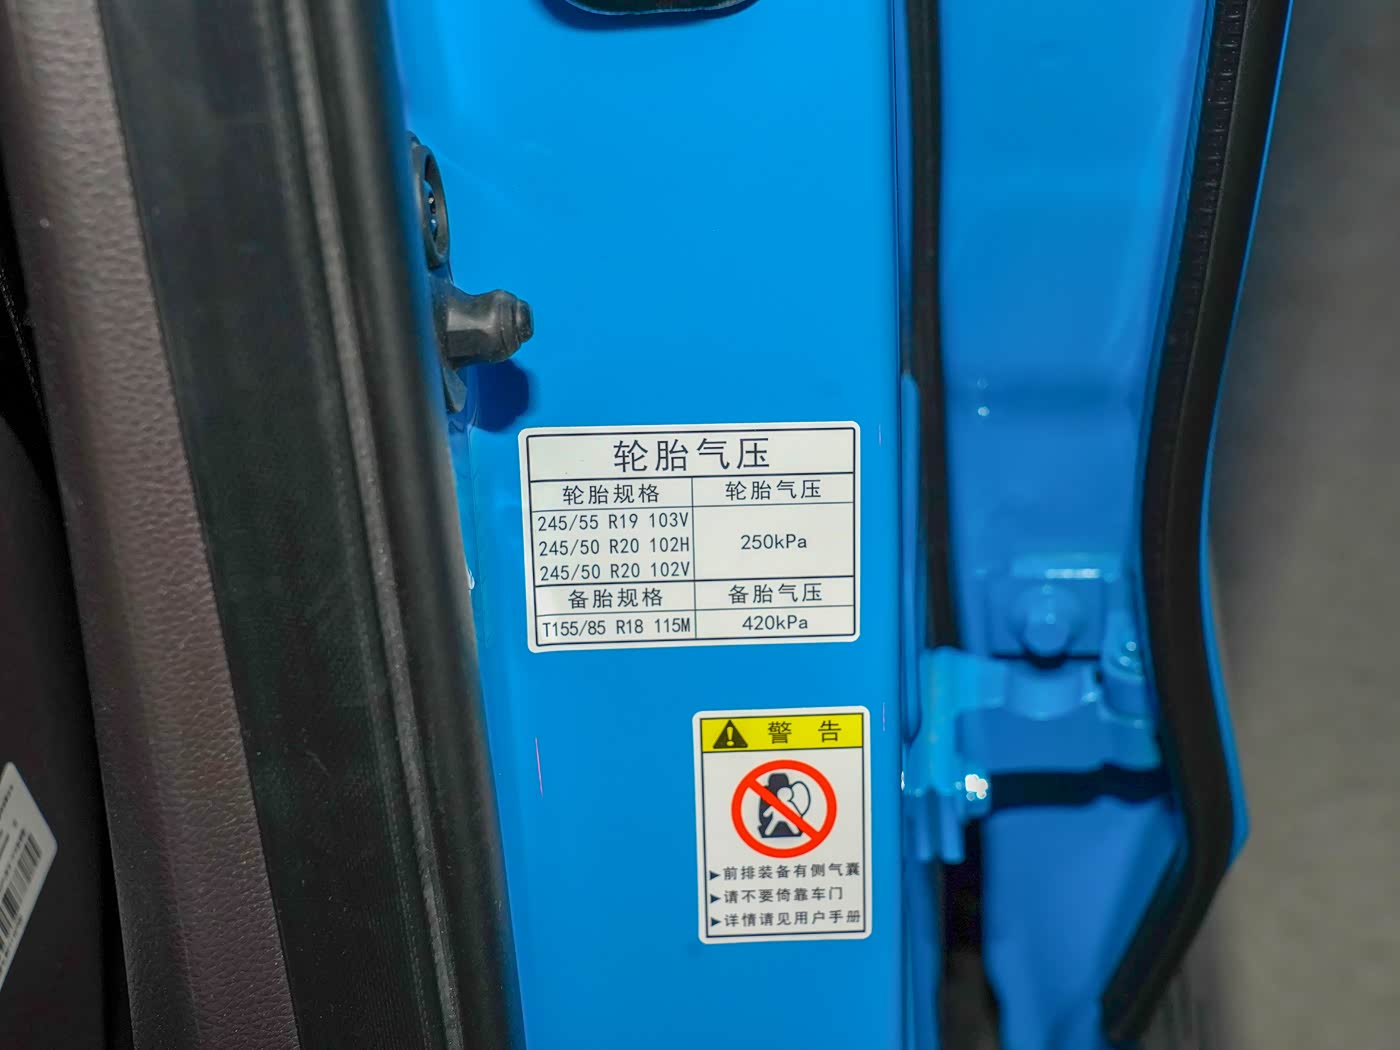 轮胎气压
轮胎规格 轮胎气压
245/55 R19 103V
245/50 R20 102H 250kPa
245/50 R20 102V
备胎规格 备胎气压
T155/85 R18 115M 420kPa
警告
▶前排装备有侧气囊
▶请不要倚靠车门
▶详情请见用户手册